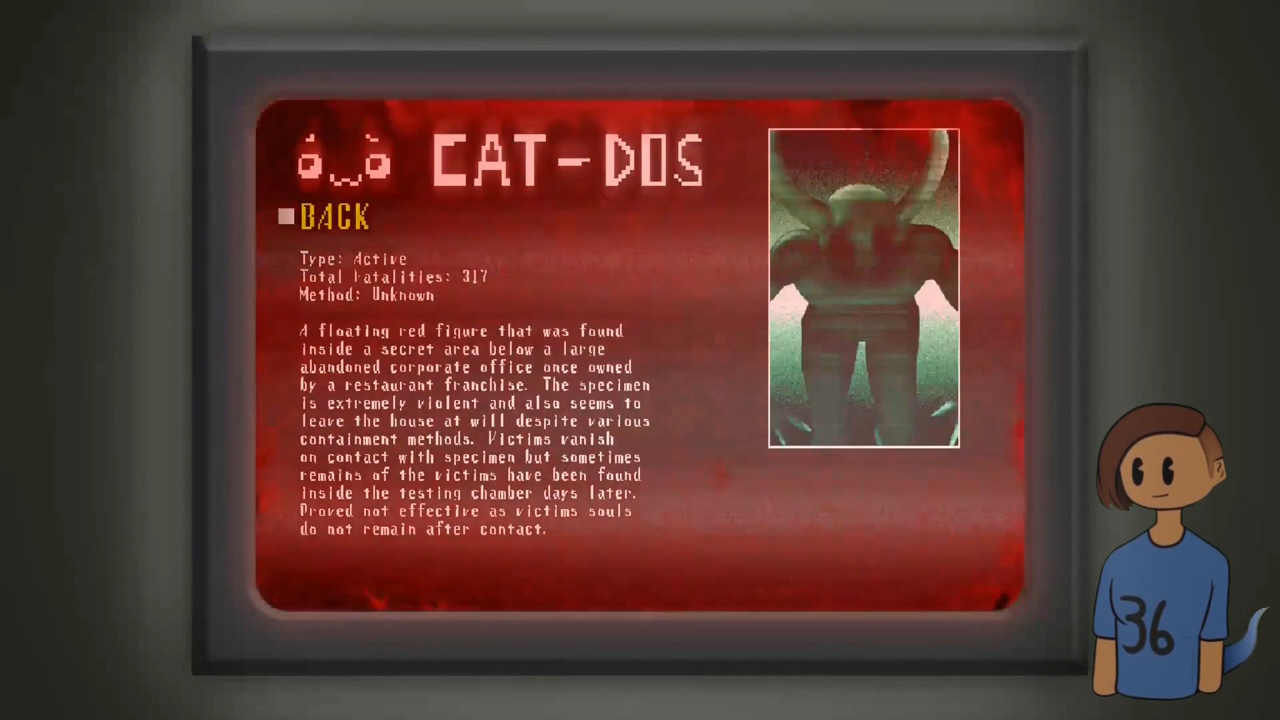 CAT-DOS
BACK
Type: Active
Total Fatalities: 317
Method: Unknown
A floating red figure that was found
inside a secret area below a large
abandoned corporate office once owned
by a restaurant franchise. The specimen
is extremely violent and also seems to
leave the house at will despite various
containment methods. Victims vanish
on contact with specimen but sometimes
remains of the victims have been found
inside the testing chamber days later.
Proved not effective as victims souls
do not remain after contact.
36